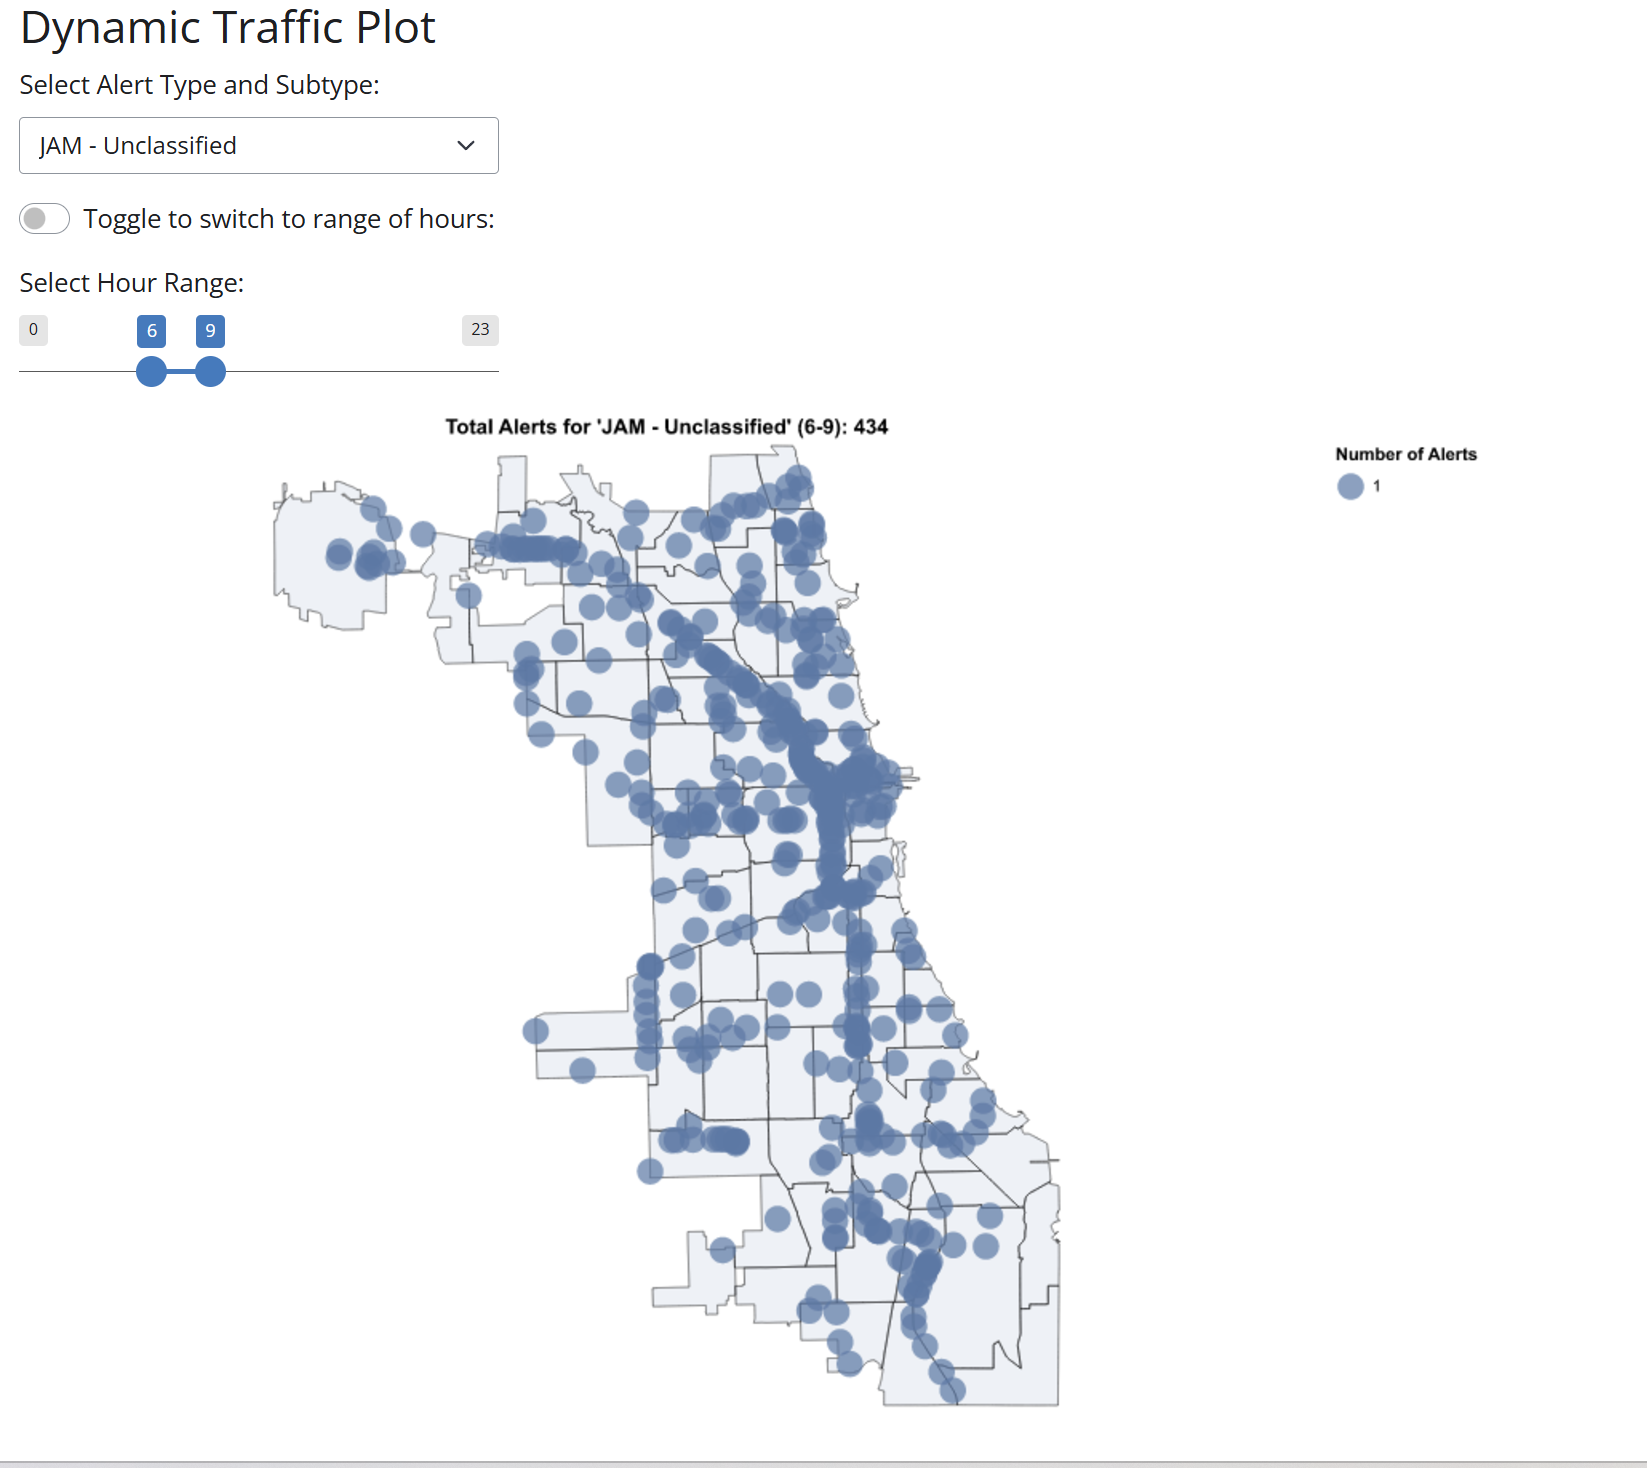 Dynamic Traffic Plot
Select Alert Type and Subtype:
JAM - Unclassified
Toggle to switch to range of hours:
Select Hour Range:
0 6 9 23
Total Alerts for 'JAM - Unclassified' (6-9): 434
Number of Alerts
1